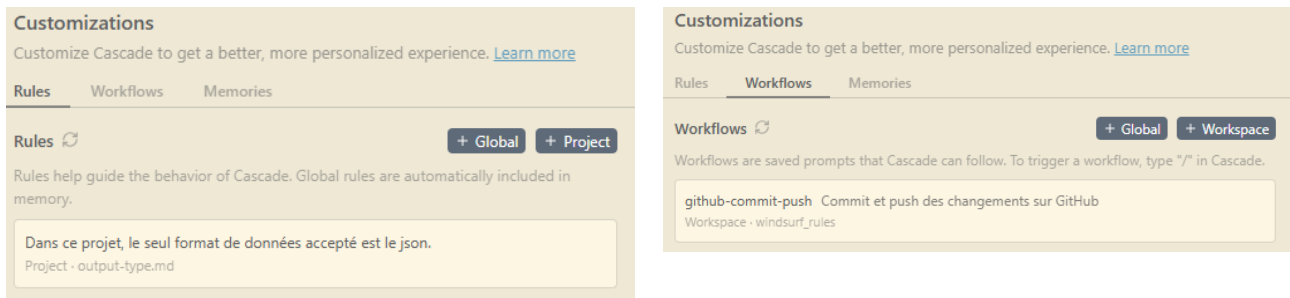 Customizations
Customize Cascade to get a better, more personalized experience. Learn more
Rules Workflows Memories
Rules
+ Global + Project
Rules help guide the behavior of Cascade. Global rules are automatically included in
memory.
Dans ce projet, le seul format de données accepté est le json.
Project · output-type.md
Customizations
Customize Cascade to get a better, more personalized experience. Learn more
Rules Workflows Memories
Workflows
+ Global + Workspace
Workflows are saved prompts that Cascade can follow. To trigger a workflow, type "/" in Cascade.
github-commit-push Commit et push des changements sur GitHub
Workspace · windsurf_rules